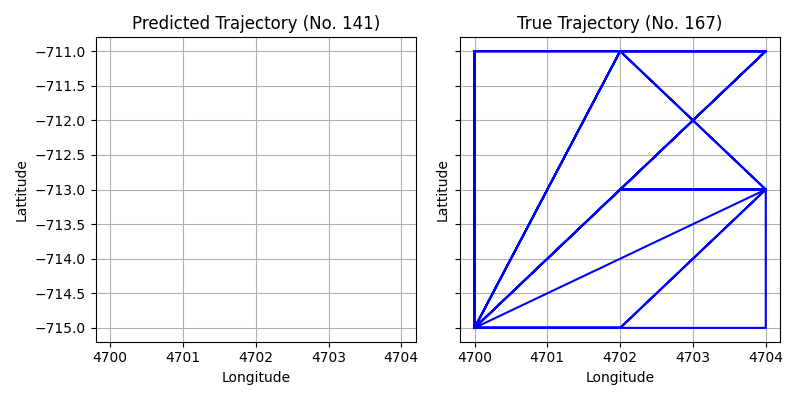 Predicted Trajectory (No. 141)
True Trajectory (No. 167)
Lattitude
−711.0
−711.5
−712.0
−712.5
−713.0
−713.5
−714.0
−714.5
−715.0
4700 4701 4702 4703 4704
Longitude
Lattitude
4700 4701 4702 4703 4704
Longitude